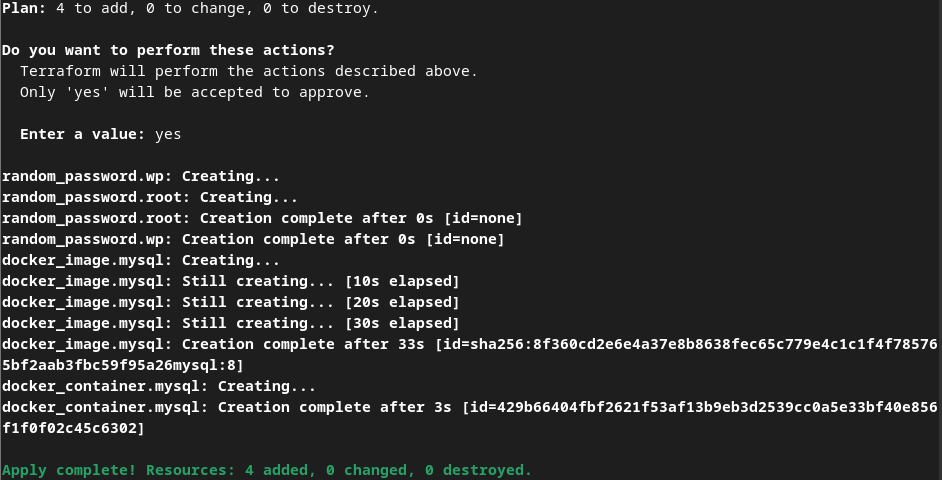 Plan: 4 to add, 0 to change, 0 to destroy.
Do you want to perform these actions?
Terraform will perform the actions described above.
Only 'yes' will be accepted to approve.
Enter a value: yes
random_password.wp: Creating...
random_password.root: Creating...
random_password.root: Creation complete after 0s [id=none]
random_password.wp: Creation complete after 0s [id=none]
docker_image.mysql: Creating...
docker_image.mysql: Still creating... [10s elapsed]
docker_image.mysql: Still creating... [20s elapsed]
docker_image.mysql: Still creating... [30s elapsed]
docker_image.mysql: Creation complete after 33s [id=sha256:8f360cd2e6e4a37e8b8638fec65c779e4c1c1f4f78576
5bf2aab3fbc59f95a26mysql:8]
docker_container.mysql: Creating...
docker_container.mysql: Creation complete after 3s [id=429b66404fbf2621f53af13b9eb3d2539cc0a5e33bf40e856
f1f0f02c45c6302]
Apply complete! Resources: 4 added, 0 changed, 0 destroyed.